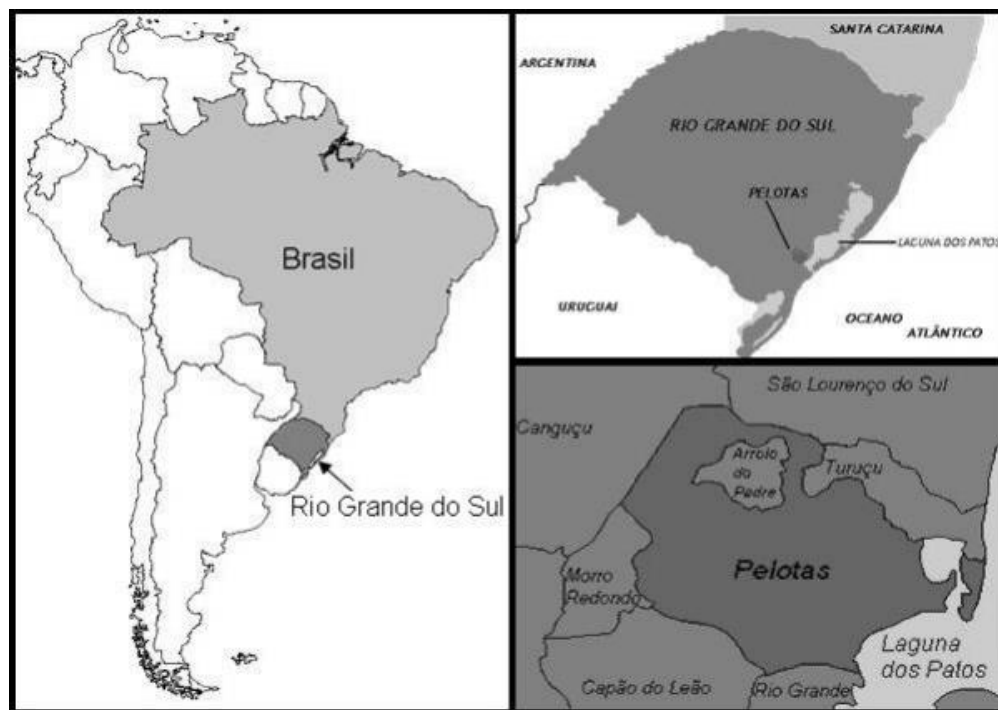 Brasil
Rio Grande do Sul
SANTA CATARINA
ARGENTINA
RIO GRANDE DO SUL
PELOTAS
LAGUNA DOS PATOS
URUGUAI
OCEANO
ATLÂNTICO
São Lourenço do Sul
Canguçu
Arroio
do
Padre
Turuçu
Pelotas
Morro
Redondo
Laguna
dos Patos
Capão do Leão
Rio Grande